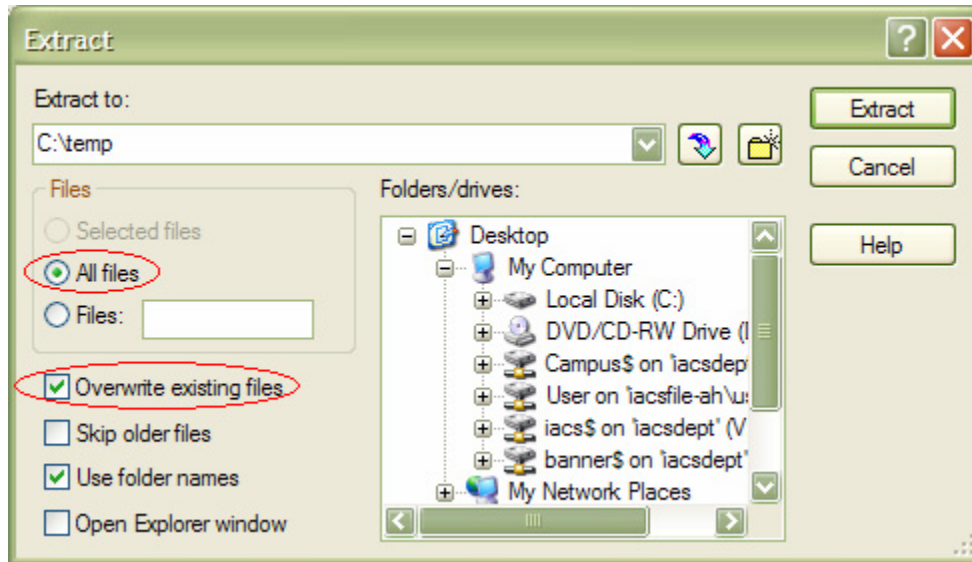 Extract
Extract to:
Extract
C:\temp
Cancel
Files
Folders/drives:
Selected files
Desktop
Help
All files
My Computer
Local Disk (C:)
Files:
DVD/CD-RW Drive (
Campus$ on 'iacsdep
Overwrite existing files
User on 'iacsfile-ah\u
Skip older files
iacs$ on 'iacsdept' (V
Use folder names
banner$ on 'iacsdept'
My Network Places
Open Explorer window